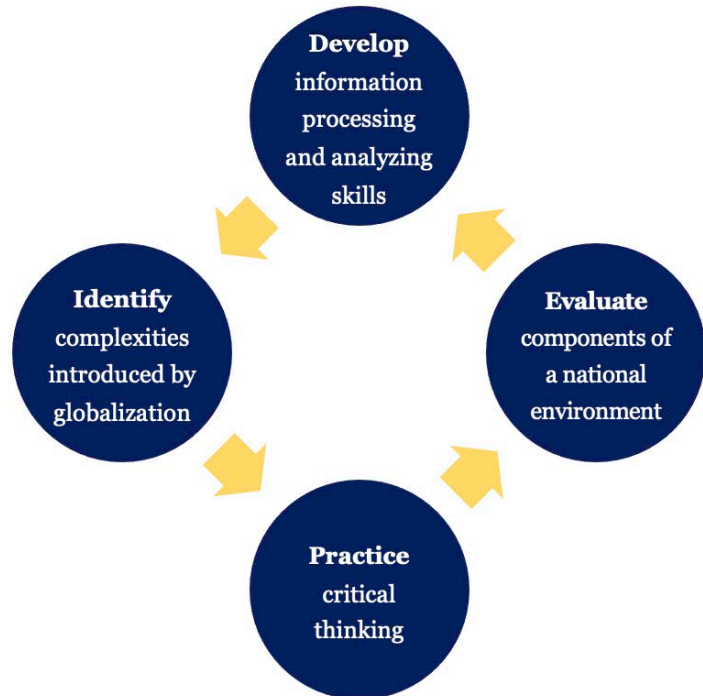 Develop
information
processing
and analyzing
skills
Identify
complexities
introduced by
globalization
Evaluate
components of
a national
environment
Practice
critical
thinking